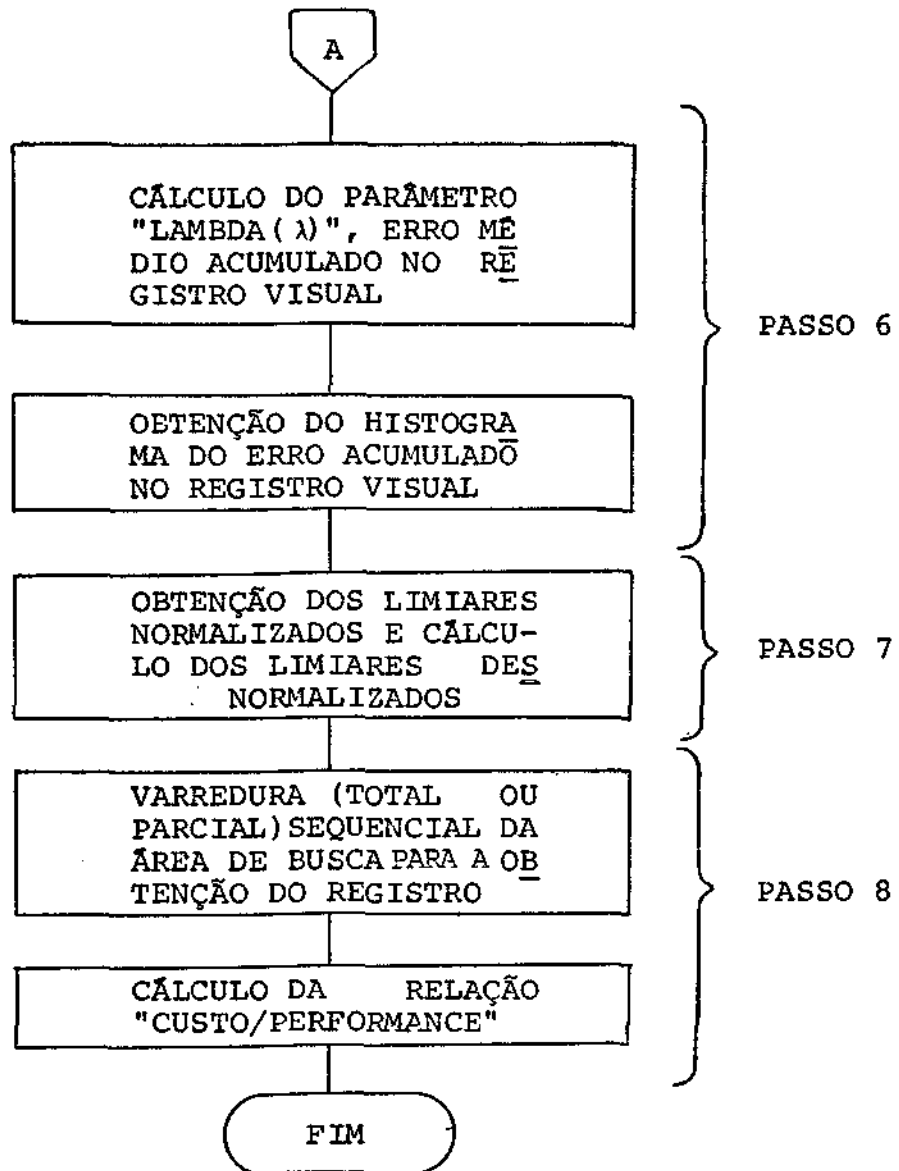 A
CÁLCULO DO PARÂMETRO
"LAMBDA(λ)", ERRO MÉ
DIO ACUMULADO NO RE
GISTRO VISUAL
PASSO 6
OBTENÇÃO DO HISTOGRA
MA DO ERRO ACUMULADO
NO REGISTRO VISUAL
OBTENÇÃO DOS LIMIARES
NORMALIZADOS E CÁLCU-
LO DOS LIMIARES DES
NORMALIZADOS
PASSO 7
VARREDURA (TOTAL OU
PARCIAL)SEQUENCIAL DA
ÁREA DE BUSCA PARA A OB
TENÇÃO DO REGISTRO
PASSO 8
CÁLCULO DA RELAÇÃO
"CUSTO/PERFORMANCE"
FIM